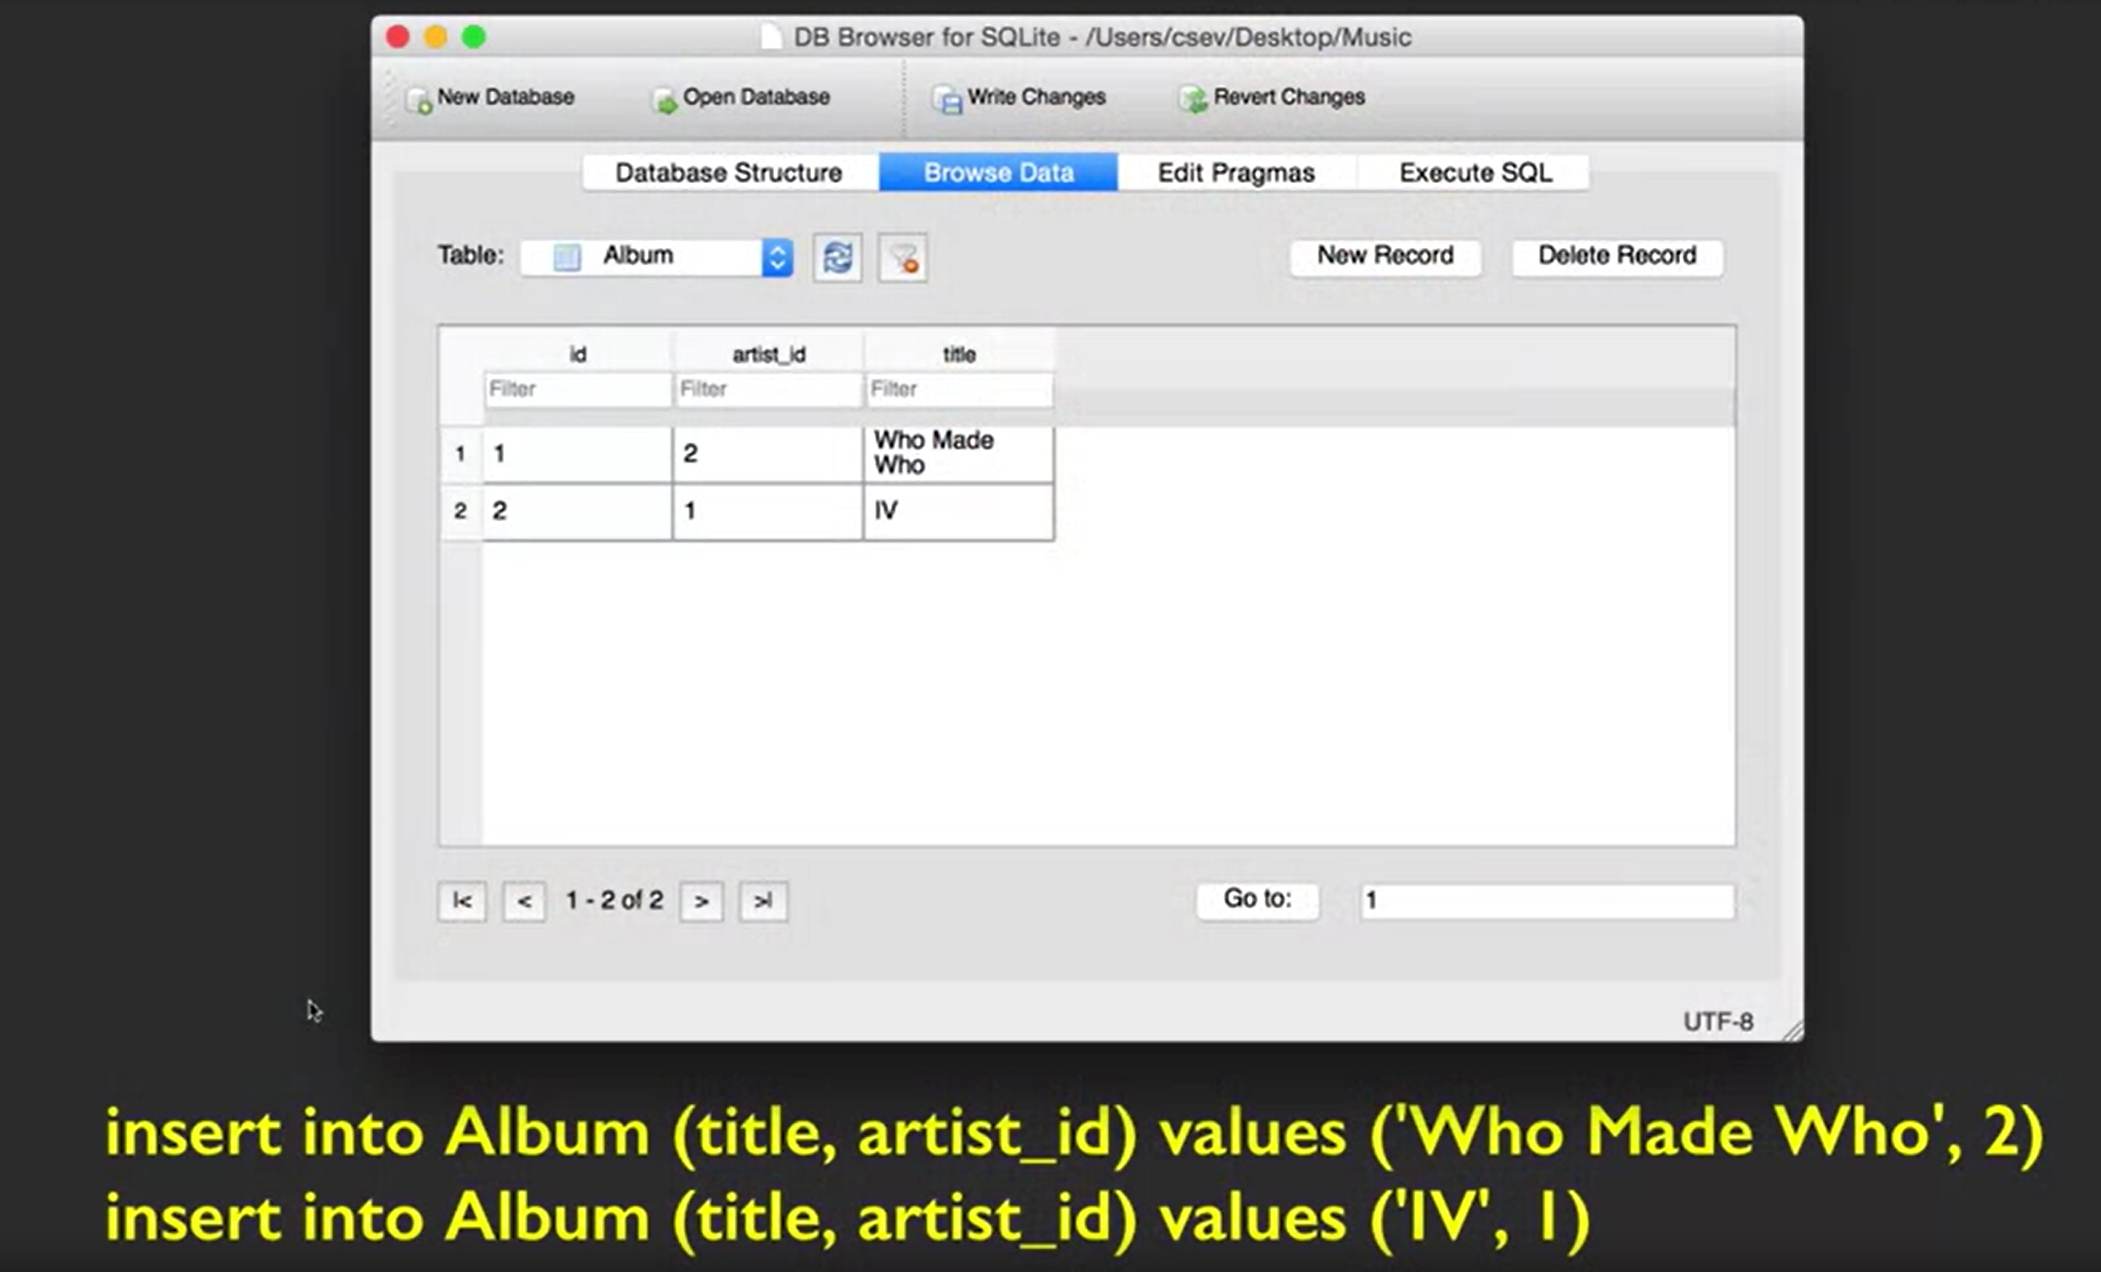 DB Browser for SQLite - /Users/csev/Desktop/Music
New Database Open Database Write Changes Revert Changes
Database Structure Browse Data Edit Pragmas Execute SQL
Table: Album New Record Delete Record
id artist_id title
Filter Filter Filter
1 1 2 Who Made
Who
2 2 1 IV
|< < 1 - 2 of 2 > >| Go to: 1
UTF-8
insert into Album (title, artist_id) values ('Who Made Who', 2)
insert into Album (title, artist_id) values ('IV', 1)